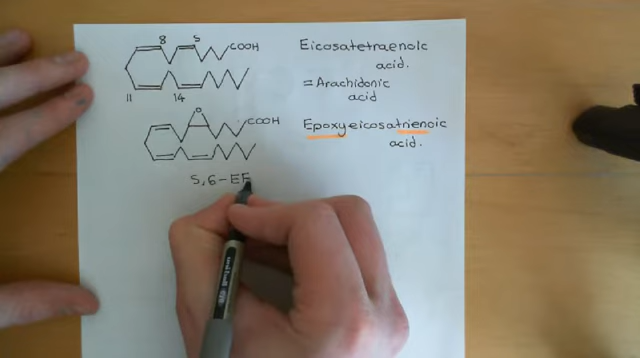 8 5
COOH
Eicosatetraenoic
acid.
= Arachidonic
acid
11 14
O
COOH
Epoxyeicosatrienoic
acid.
5,6-EE